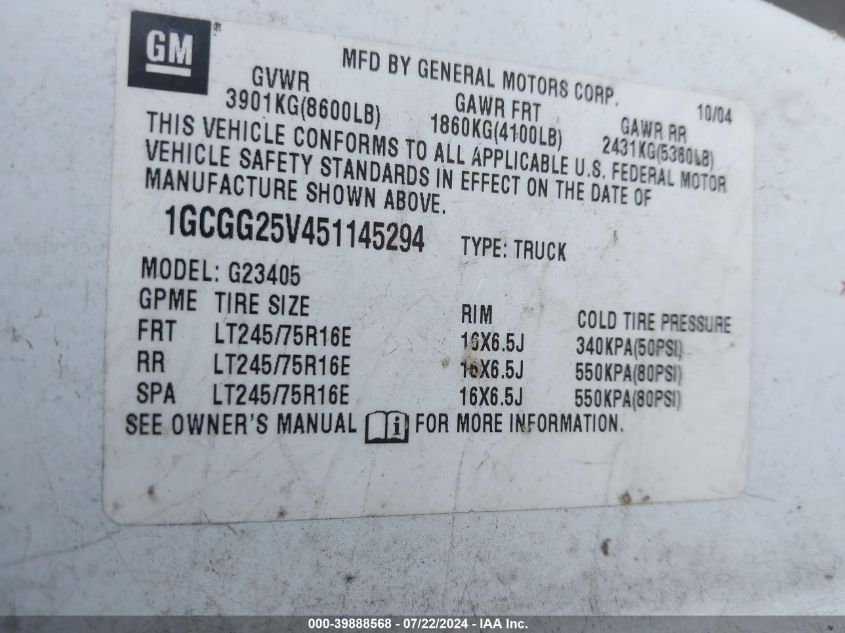 GM
MFD BY GENERAL MOTORS CORP. 10/04
GVWR GAWR FRT GAWR RR
3901KG(8600LB) 1860KG(4100LB) 2431KG(5360LB)
THIS VEHICLE CONFORMS TO ALL APPLICABLE U.S. FEDERAL MOTOR
VEHICLE SAFETY STANDARDS IN EFFECT ON THE DATE OF
MANUFACTURE SHOWN ABOVE.
1GCGG25V451145294 TYPE: TRUCK
MODEL: G23405
GPME TIRE SIZE RIM COLD TIRE PRESSURE
FRT LT245/75R16E 16X6.5J 340KPA(50PSI)
RR LT245/75R16E 16X6.5J 550KPA(80PSI)
SPA LT245/75R16E 16X6.5J 550KPA(80PSI)
SEE OWNER'S MANUAL i FOR MORE INFORMATION.
000-39888568 - 07/22/2024 - IAA Inc.